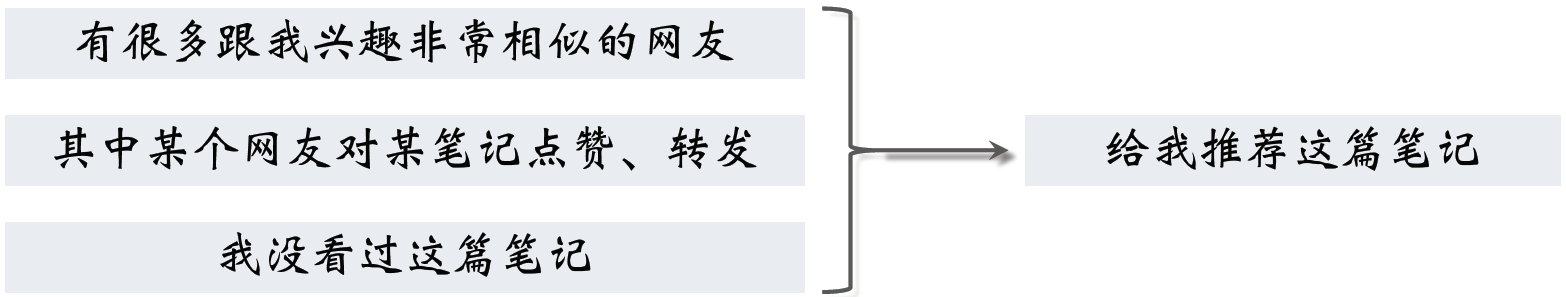 有很多跟我兴趣非常相似的网友
其中某个网友对某笔记点赞、转发
我没看过这篇笔记
给我推荐这篇笔记